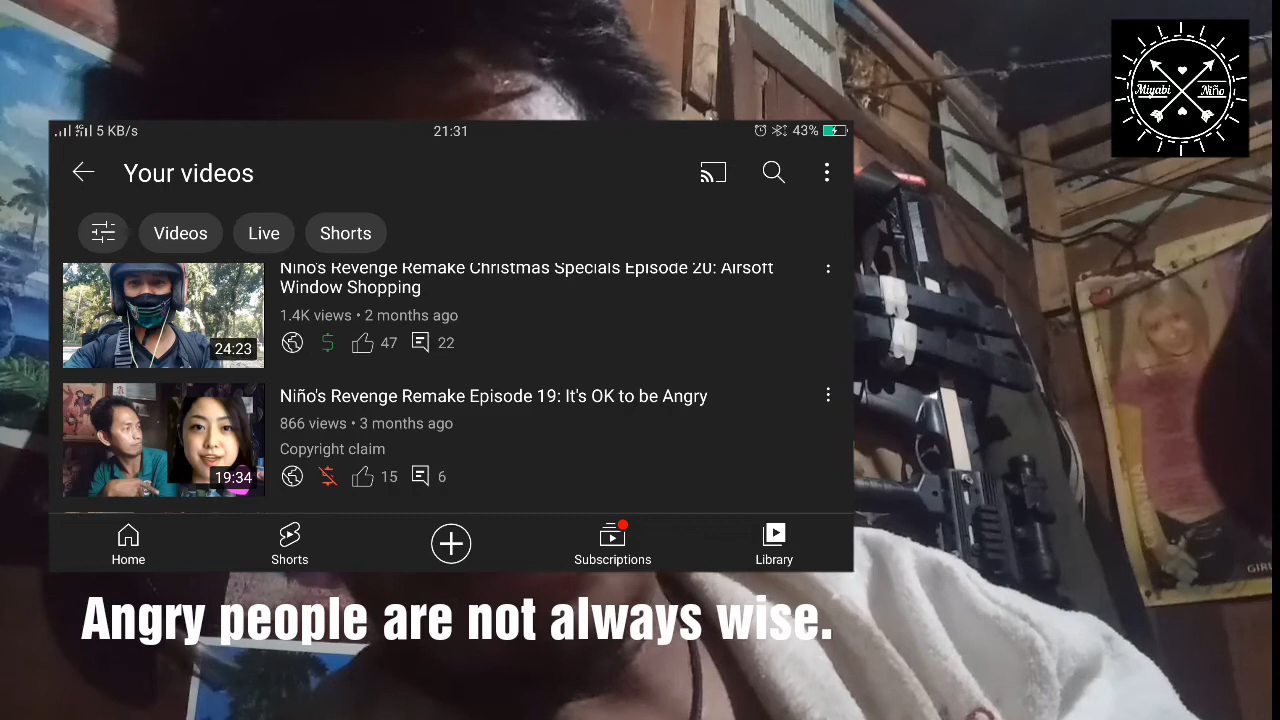 Miyabi Niño
5 KB/s 21:31 43%
Your videos
Videos Live Shorts
Niño's Revenge Remake Christmas Specials Episode 20: Airsoft
Window Shopping
1.4K views • 2 months ago
24:23
47 22
Niño's Revenge Remake Episode 19: It's OK to be Angry
866 views • 3 months ago
Copyright claim
19:34
15 6
Home Shorts Subscriptions Library
Angry people are not always wise.